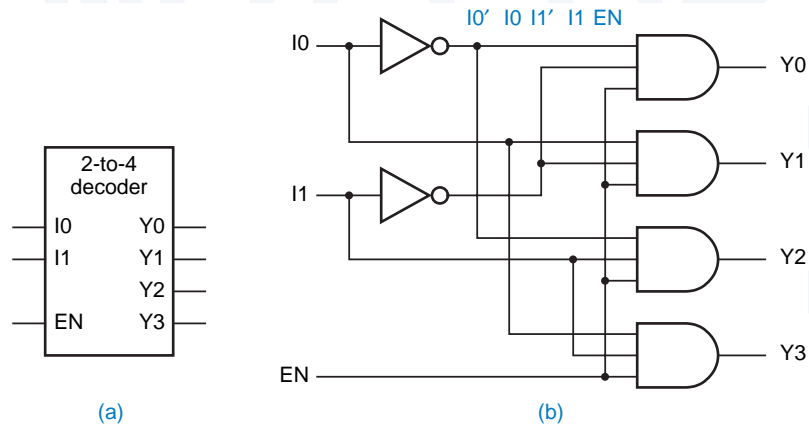 2-to-4
decoder
I0 Y0
I1 Y1
Y2
EN Y3
(a)
I0′ I0 I1′ I1 EN
I0
Y0
Y1
I1
Y2
Y3
EN
(b)